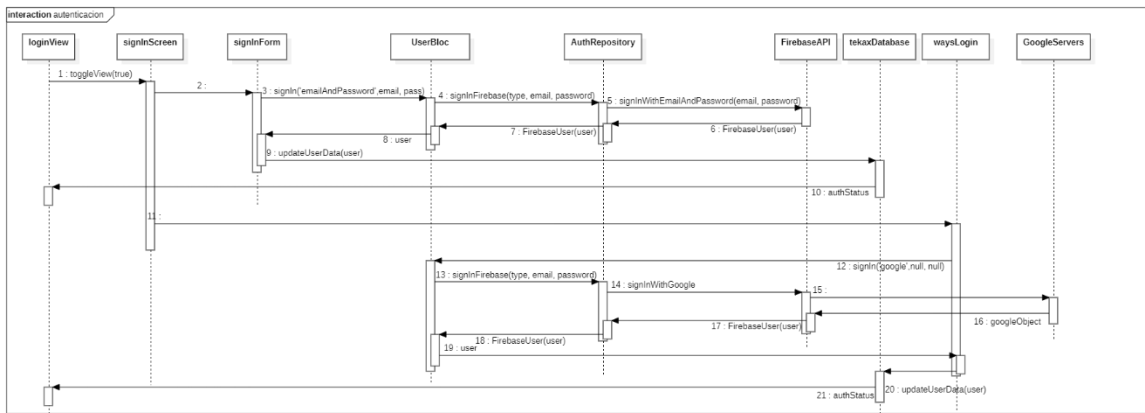 interaction autenticacion
loginView
signInScreen
signInForm
UserBloc
AuthRepository
FirebaseAPI
tekaxDatabase
waysLogin
GoogleServers
1 : toggleView(true)
2 :
3 : signIn('emailAndPassword',email, pass)
4 : signInFirebase(type, email, password)
5 : signInWithEmailAndPassword(email, password)
6 : FirebaseUser(user)
7 : FirebaseUser(user)
8 : user
9 : updateUserData(user)
10 : authStatus
11 :
12 : signIn('google',null, null)
13 : signInFirebase(type, email, password)
14 : signInWithGoogle
15 :
16 : googleObject
17 : FirebaseUser(user)
18 : FirebaseUser(user)
19 : user
20 : updateUserData(user)
21 : authStatus